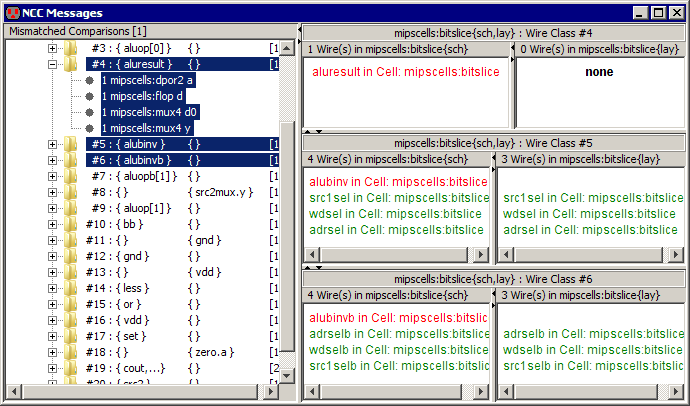 NCC Messages
Mismatched Comparisons [1]
#3 : { aluop[0] } { } [1
#4 : { aluresult } { } [1
1 mipscells:dpor2 a
1 mipscells:flop d
1 mipscells:mux4 d0
1 mipscells:mux4 y
#5 : { alubinv } { } [1
#6 : { alubinvb } { } [1
#7 : { aluopb[1] } { } [1
#8 : { } { src2mux.y } [1
#9 : { aluop[1] } { } [1
#10 : { bb } { } [1
#11 : { } { gnd } [1
#12 : { gnd } { } [1
#13 : { } { vdd } [1
#14 : { less } { } [1
#15 : { or } { } [1
#16 : { vdd } { } [1
#17 : { set } { } [1
#18 : { } { zero.a } [1
#19 : { cout,... } { } [2
#20 : { src2 } { } [1
mipscells:bitslice{sch,lay} : Wire Class #4
1 Wire(s) in mipscells:bitslice{sch}
0 Wire(s) in mipscells:bitslice{lay}
aluresult in Cell: mipscells:bitslice
none
mipscells:bitslice{sch,lay} : Wire Class #5
4 Wire(s) in mipscells:bitslice{sch}
3 Wire(s) in mipscells:bitslice{lay}
alubinv in Cell: mipscells:bitslice
src1sel in Cell: mipscells:bitslice
wdsel in Cell: mipscells:bitslice
adrsel in Cell: mipscells:bitslice
src1sel in Cell: mipscells:bitslice
wdsel in Cell: mipscells:bitslice
adrsel in Cell: mipscells:bitslice
mipscells:bitslice{sch,lay} : Wire Class #6
4 Wire(s) in mipscells:bitslice{sch}
3 Wire(s) in mipscells:bitslice{lay}
alubinvb in Cell: mipscells:bitslice
adrselb in Cell: mipscells:bitslice
wdselb in Cell: mipscells:bitslice
src1selb in Cell: mipscells:bitslice
adrselb in Cell: mipscells:bitslice
wdselb in Cell: mipscells:bitslice
src1selb in Cell: mipscells:bitslice